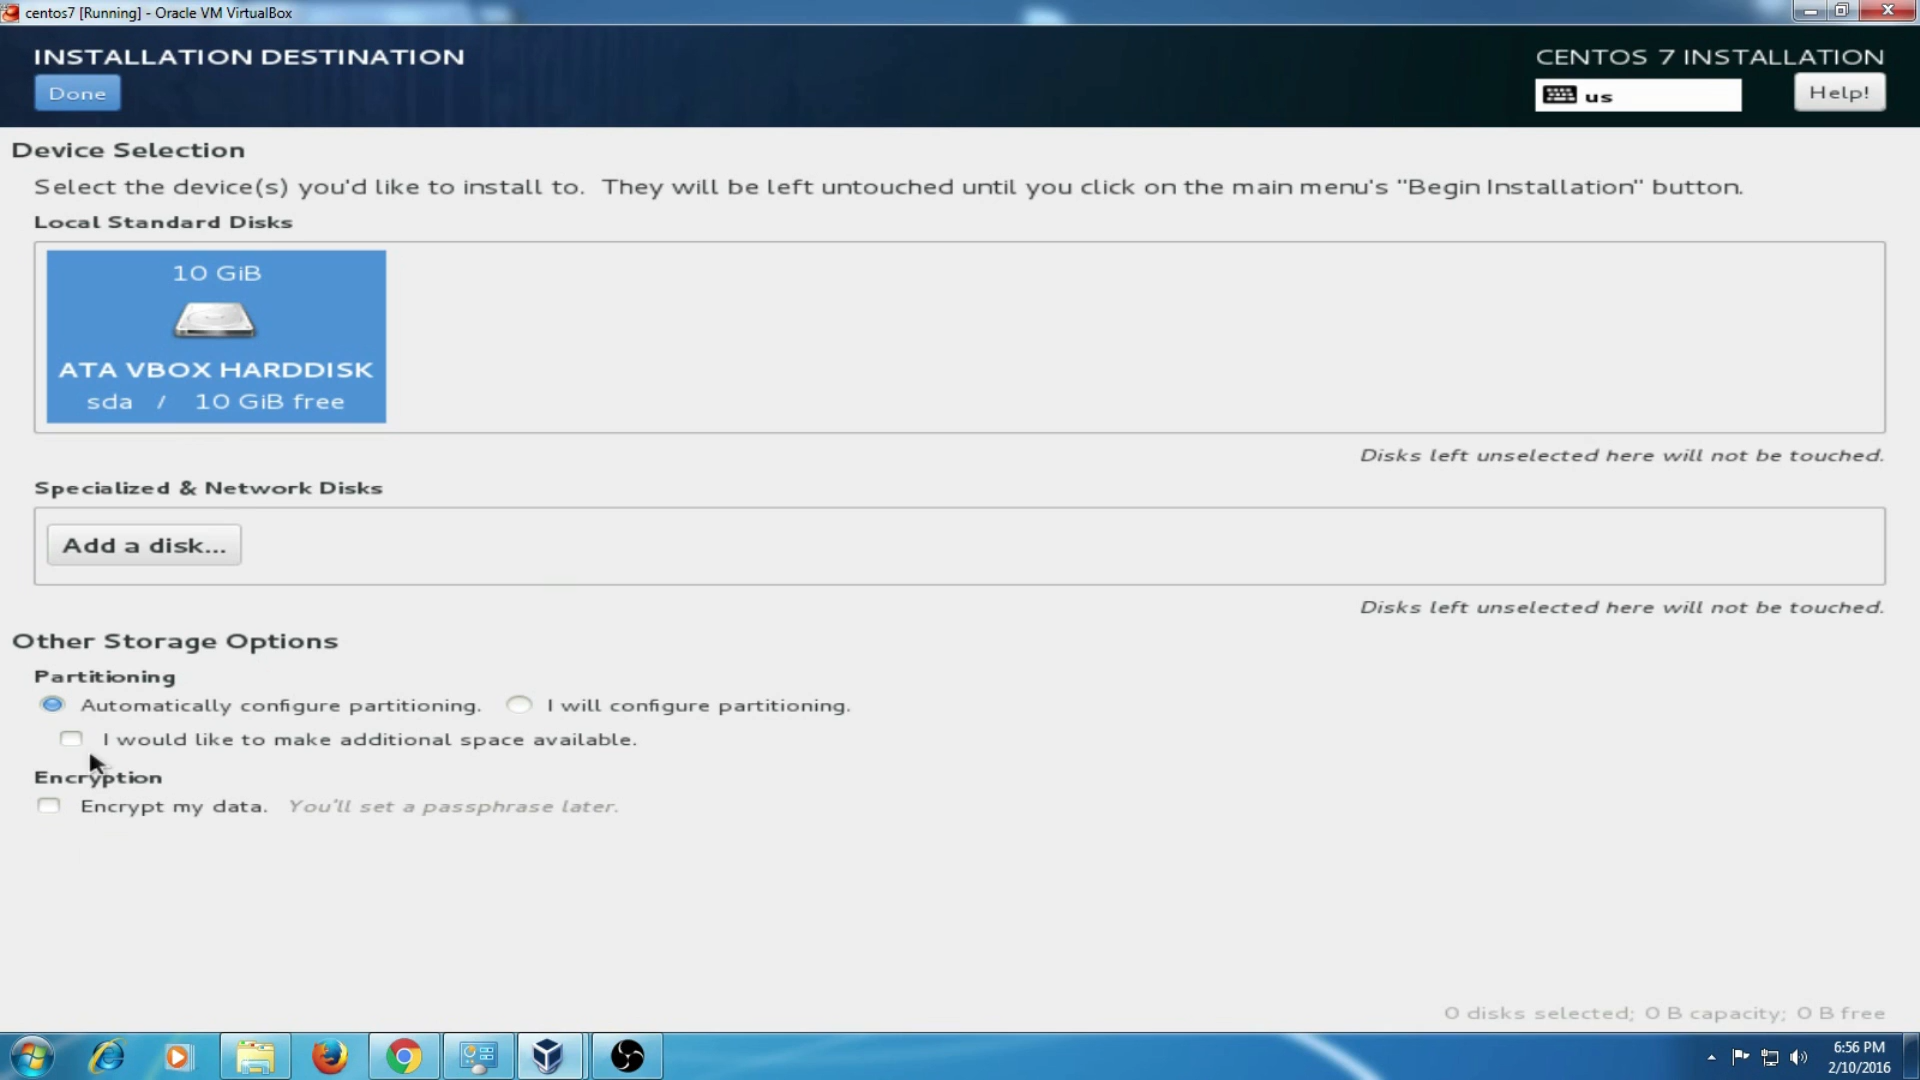 centos7 [Running] - Oracle VM VirtualBox
INSTALLATION DESTINATION
CENTOS 7 INSTALLATION
Done
us
Help!
Device Selection
Select the device(s) you'd like to install to. They will be left untouched until you click on the main menu's "Begin Installation" button.
Local Standard Disks
10 GiB
ATA VBOX HARDDISK
sda / 10 GiB free
Disks left unselected here will not be touched.
Specialized & Network Disks
Add a disk...
Disks left unselected here will not be touched.
Other Storage Options
Partitioning
Automatically configure partitioning.
I will configure partitioning.
I would like to make additional space available.
Encryption
Encrypt my data. You'll set a passphrase later.
0 disks selected; 0 B capacity; 0 B free
6:56 PM
2/10/2016